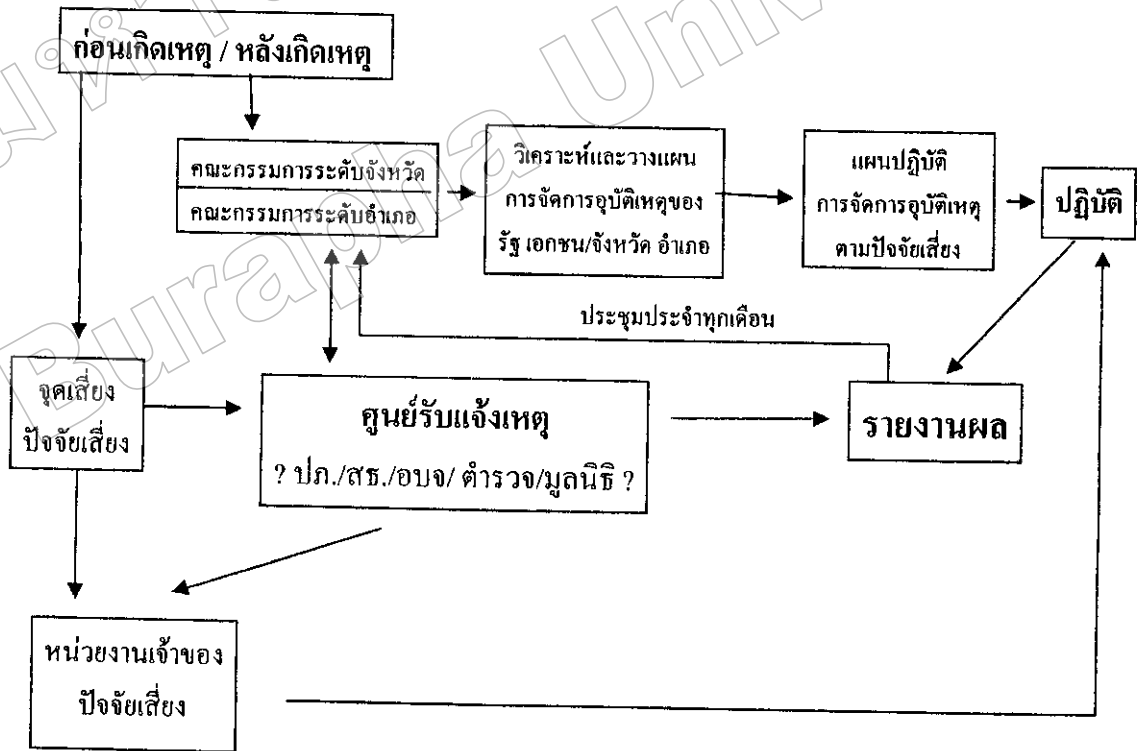 ก่อนเกิดเหตุ / หลังเกิดเหตุ
คณะกรรมการระดับจังหวัด
คณะกรรมการระดับอำเภอ
วิเคราะห์และวางแผน
การจัดการอุบัติเหตุของ
รัฐ เอกชน/จังหวัด อำเภอ
แผนปฏิบัติ
การจัดการอุบัติเหตุ
ตามปัจจัยเสี่ยง
ปฏิบัติ
ประชุมประจำทุกเดือน
จุดเสี่ยง
ปัจจัยเสี่ยง
ศูนย์รับแจ้งเหตุ
? ปภ./สธ./อบจ/ ตำรวจ/มูลนิธิ ?
รายงานผล
หน่วยงานเจ้าของ
ปัจจัยเสี่ยง
Burapha Univ